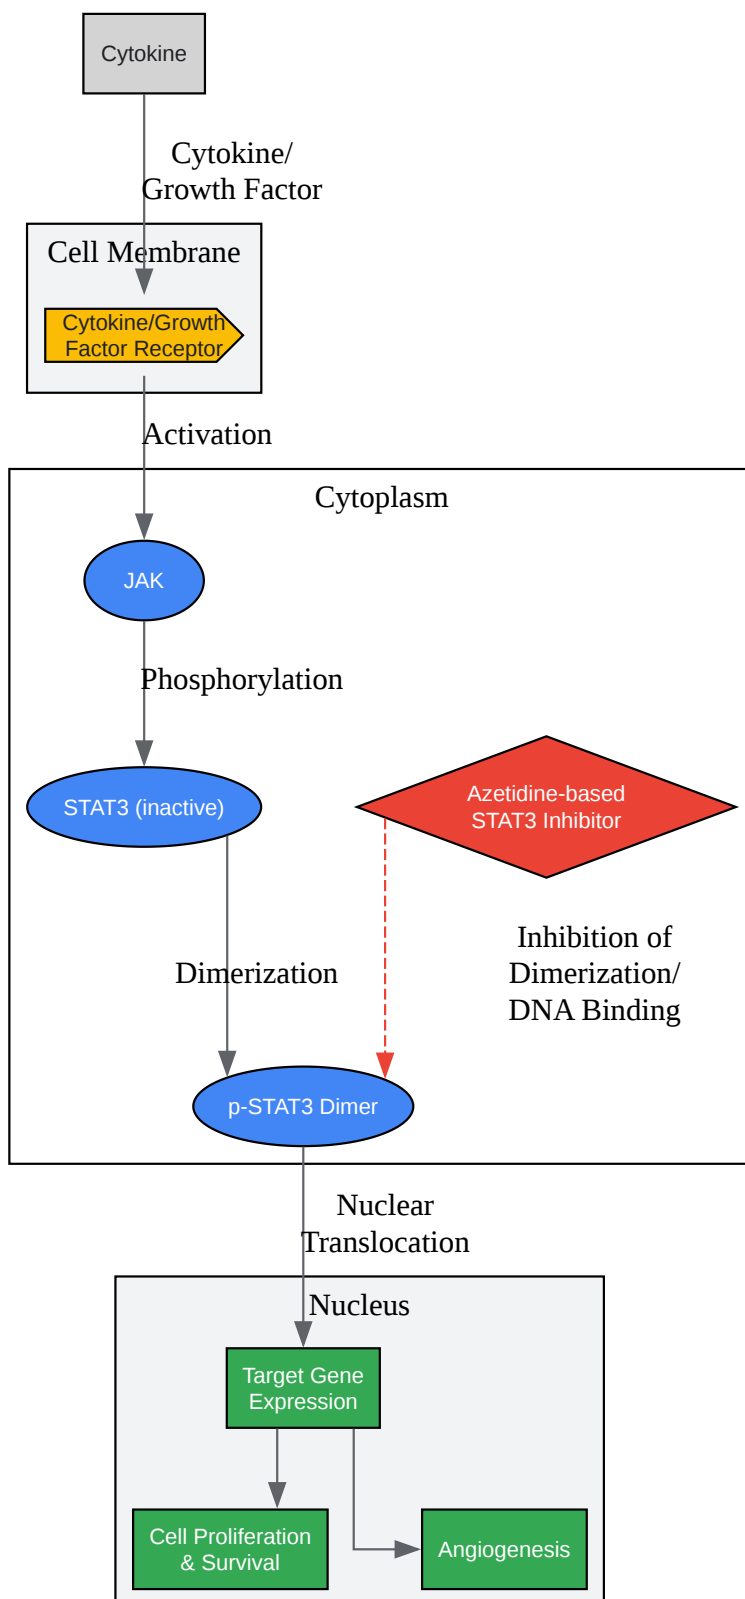 Cytokine
Cytokine/
Growth Factor
Cell Membrane
Cytokine/Growth
Factor Receptor
Activation
Cytoplasm
JAK
Phosphorylation
STAT3 (inactive)
Azetidine-based
STAT3 Inhibitor
Inhibition of
Dimerization/
DNA Binding
Dimerization
p-STAT3 Dimer
Nuclear
Translocation
Nucleus
Target Gene
Expression
Cell Proliferation
& Survival
Angiogenesis